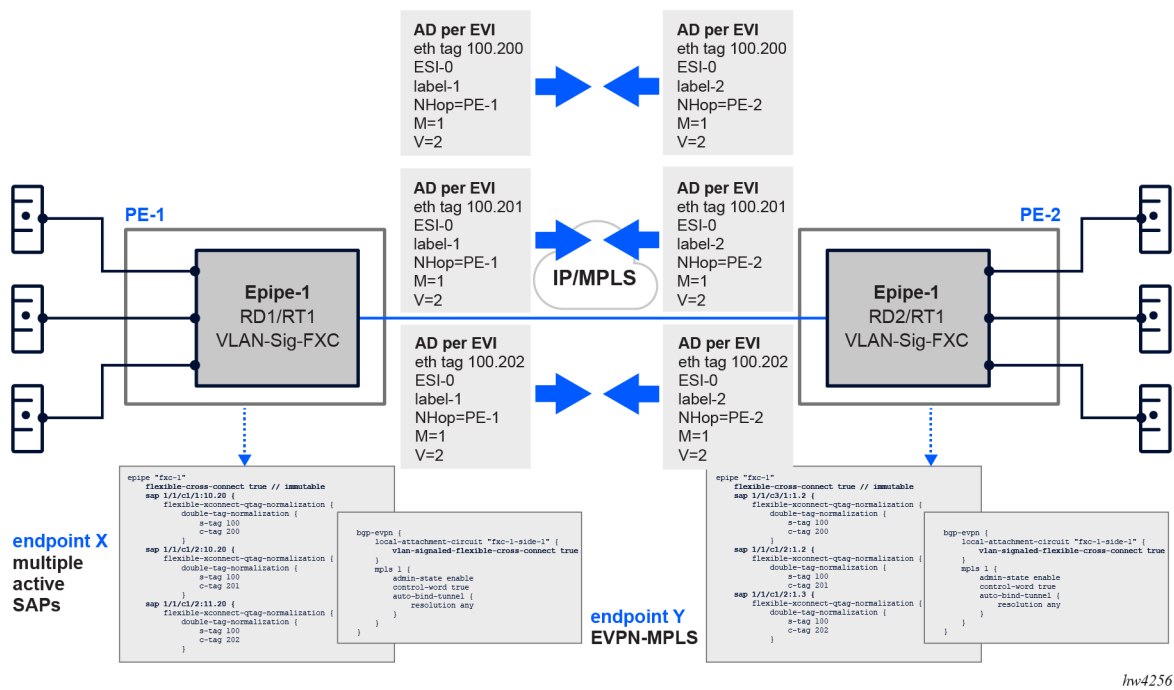 AD per EVI
eth tag 100.200
ESI-0
label-1
NHop=PE-1
M=1
V=2
AD per EVI
eth tag 100.200
ESI-0
label-2
NHop=PE-2
M=1
V=2
AD per EVI
eth tag 100.201
ESI-0
label-1
NHop=PE-1
M=1
V=2
AD per EVI
eth tag 100.201
ESI-0
label-2
NHop=PE-2
M=1
V=2
PE-1
PE-2
IP/MPLS
Epipe-1
RD1/RT1
VLAN-Sig-FXC
Epipe-1
RD2/RT1
VLAN-Sig-FXC
AD per EVI
eth tag 100.202
ESI-0
label-1
NHop=PE-1
M=1
V=2
AD per EVI
eth tag 100.202
ESI-0
label-2
NHop=PE-2
M=1
V=2
endpoint X
multiple
active
SAPs
epipe "fxc-1"
flexible-cross-connect true // immutable
sap 1/1/c1/1:10.20 {
flexible-xconnect-qtag-normalization {
double-tag-normalization {
s-tag 100
c-tag 200
}
sap 1/1/c1/2:10.20 {
flexible-xconnect-qtag-normalization {
double-tag-normalization {
s-tag 100
c-tag 201
}
sap 1/1/c1/2:11.20 {
flexible-xconnect-qtag-normalization {
double-tag-normalization {
s-tag 100
c-tag 202
}
bgp-evpn {
local-attachment-circuit "fxc-1-side-1" {
vlan-signaled-flexible-cross-connect true
}
mpls 1 {
admin-state enable
control-word true
auto-bind-tunnel {
resolution any
}
}
}
endpoint Y
EVPN-MPLS
epipe "fxc-1"
flexible-cross-connect true // immutable
sap 1/1/c3/1:1.2 {
flexible-xconnect-qtag-normalization {
double-tag-normalization {
s-tag 100
c-tag 200
}
sap 1/1/c1/2:1.2 {
flexible-xconnect-qtag-normalization {
double-tag-normalization {
s-tag 100
c-tag 201
}
sap 1/1/c1/2:1.3 {
flexible-xconnect-qtag-normalization {
double-tag-normalization {
s-tag 100
c-tag 202
}
bgp-evpn {
local-attachment-circuit "fxc-1-side-1" {
vlan-signaled-flexible-cross-connect true
}
mpls 1 {
admin-state enable
control-word true
auto-bind-tunnel {
resolution any
}
}
}
hw4256